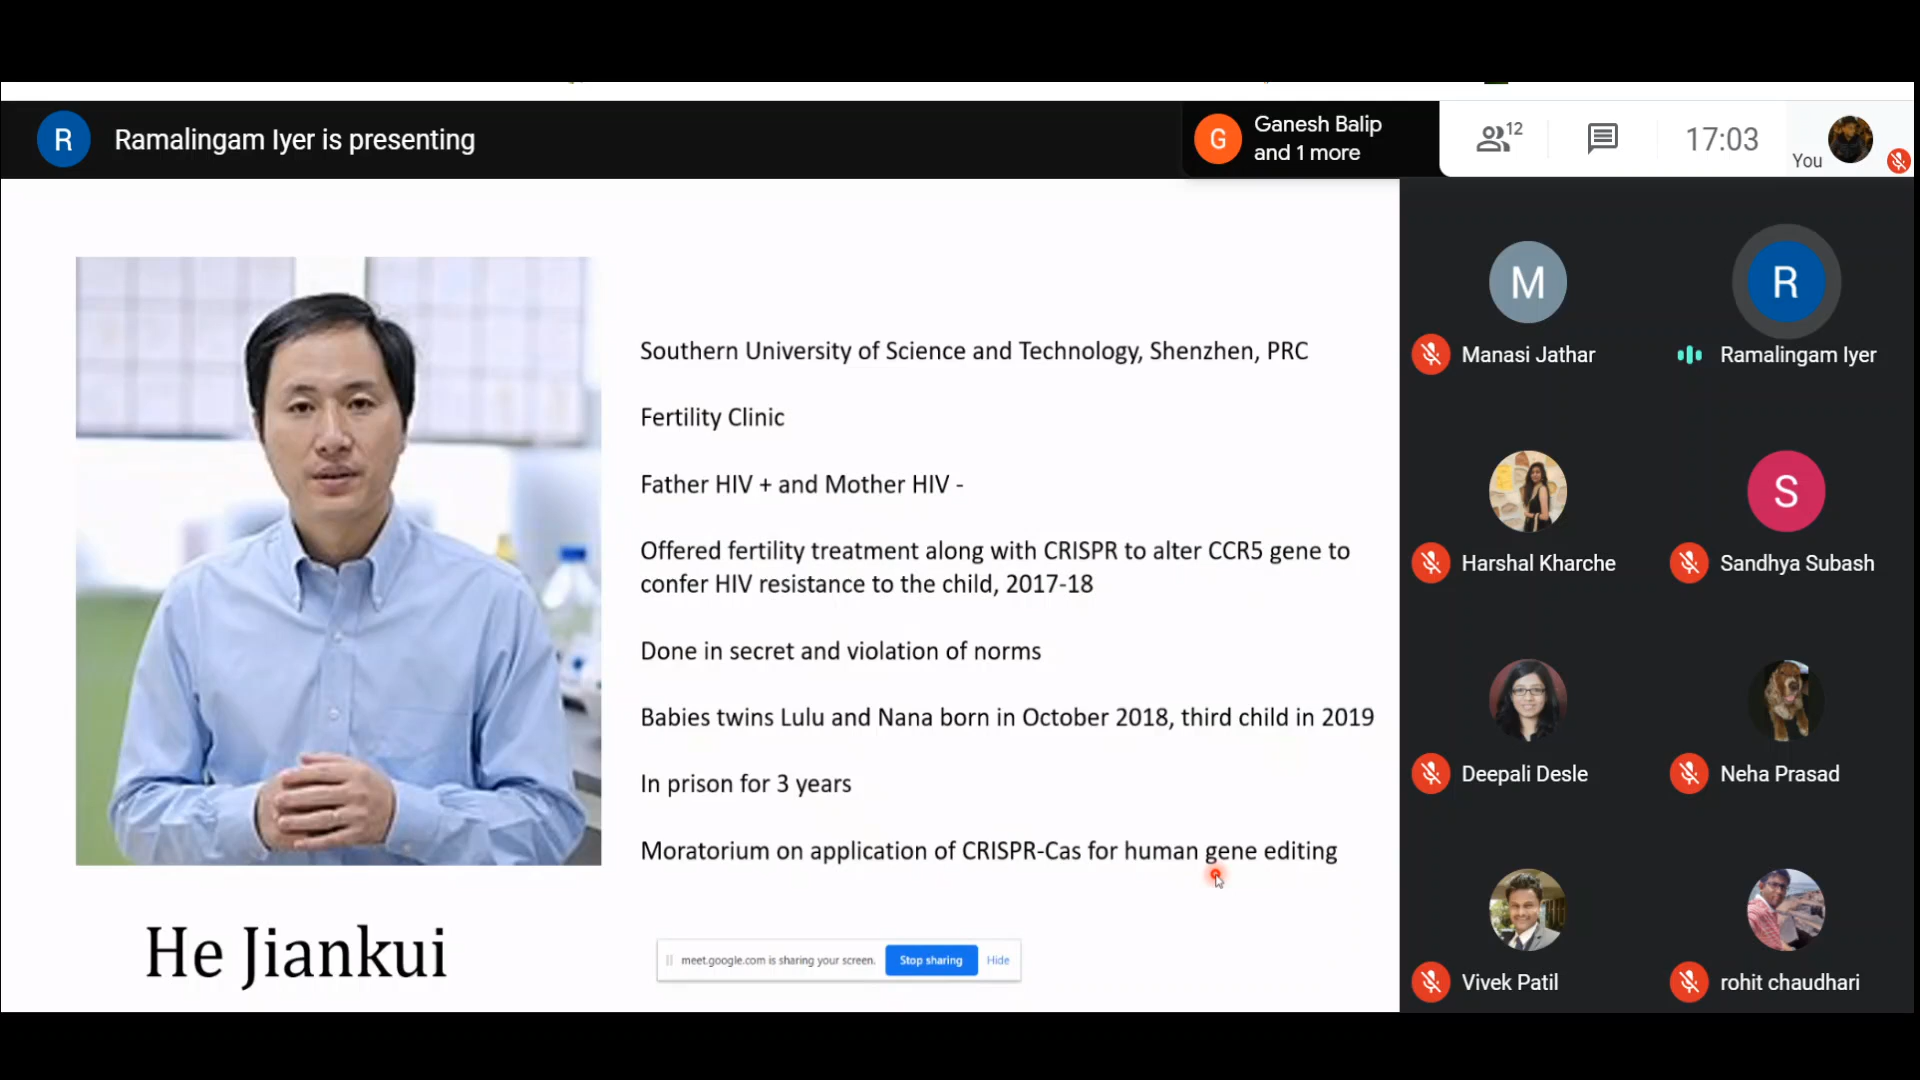 R
Ramalingam Iyer is presenting
G
Ganesh Balip
and 1 more
12
17:03
You
Southern University of Science and Technology, Shenzhen, PRC
Fertility Clinic
Father HIV + and Mother HIV -
Offered fertility treatment along with CRISPR to alter CCR5 gene to
confer HIV resistance to the child, 2017-18
Done in secret and violation of norms
Babies twins Lulu and Nana born in October 2018, third child in 2019
In prison for 3 years
Moratorium on application of CRISPR-Cas for human gene editing
He Jiankui
meet.google.com is sharing your screen.
Stop sharing
Hide
M
Manasi Jathar
R
Ramalingam Iyer
Harshal Kharche
S
Sandhya Subash
Deepali Desle
Neha Prasad
Vivek Patil
rohit chaudhari